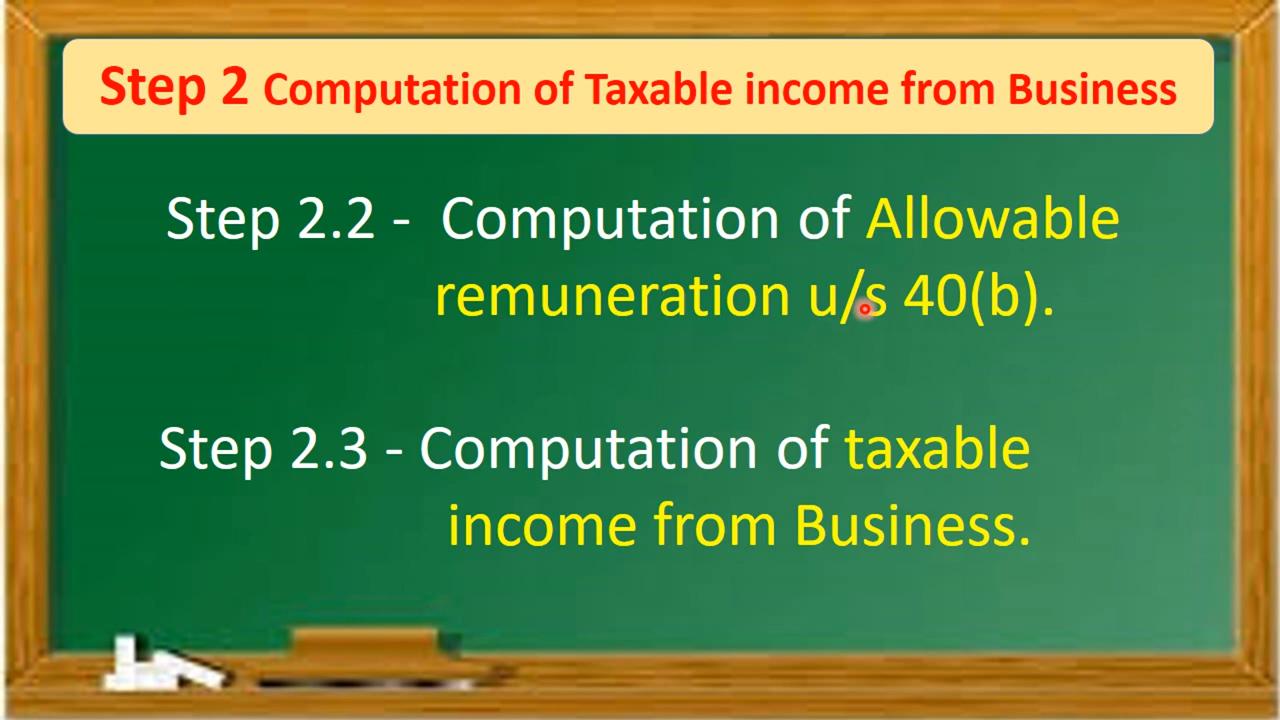 Step 2 Computation of Taxable income from Business
Step 2.2 - Computation of Allowable
remuneration u/s 40(b).
Step 2.3 - Computation of taxable
income from Business.